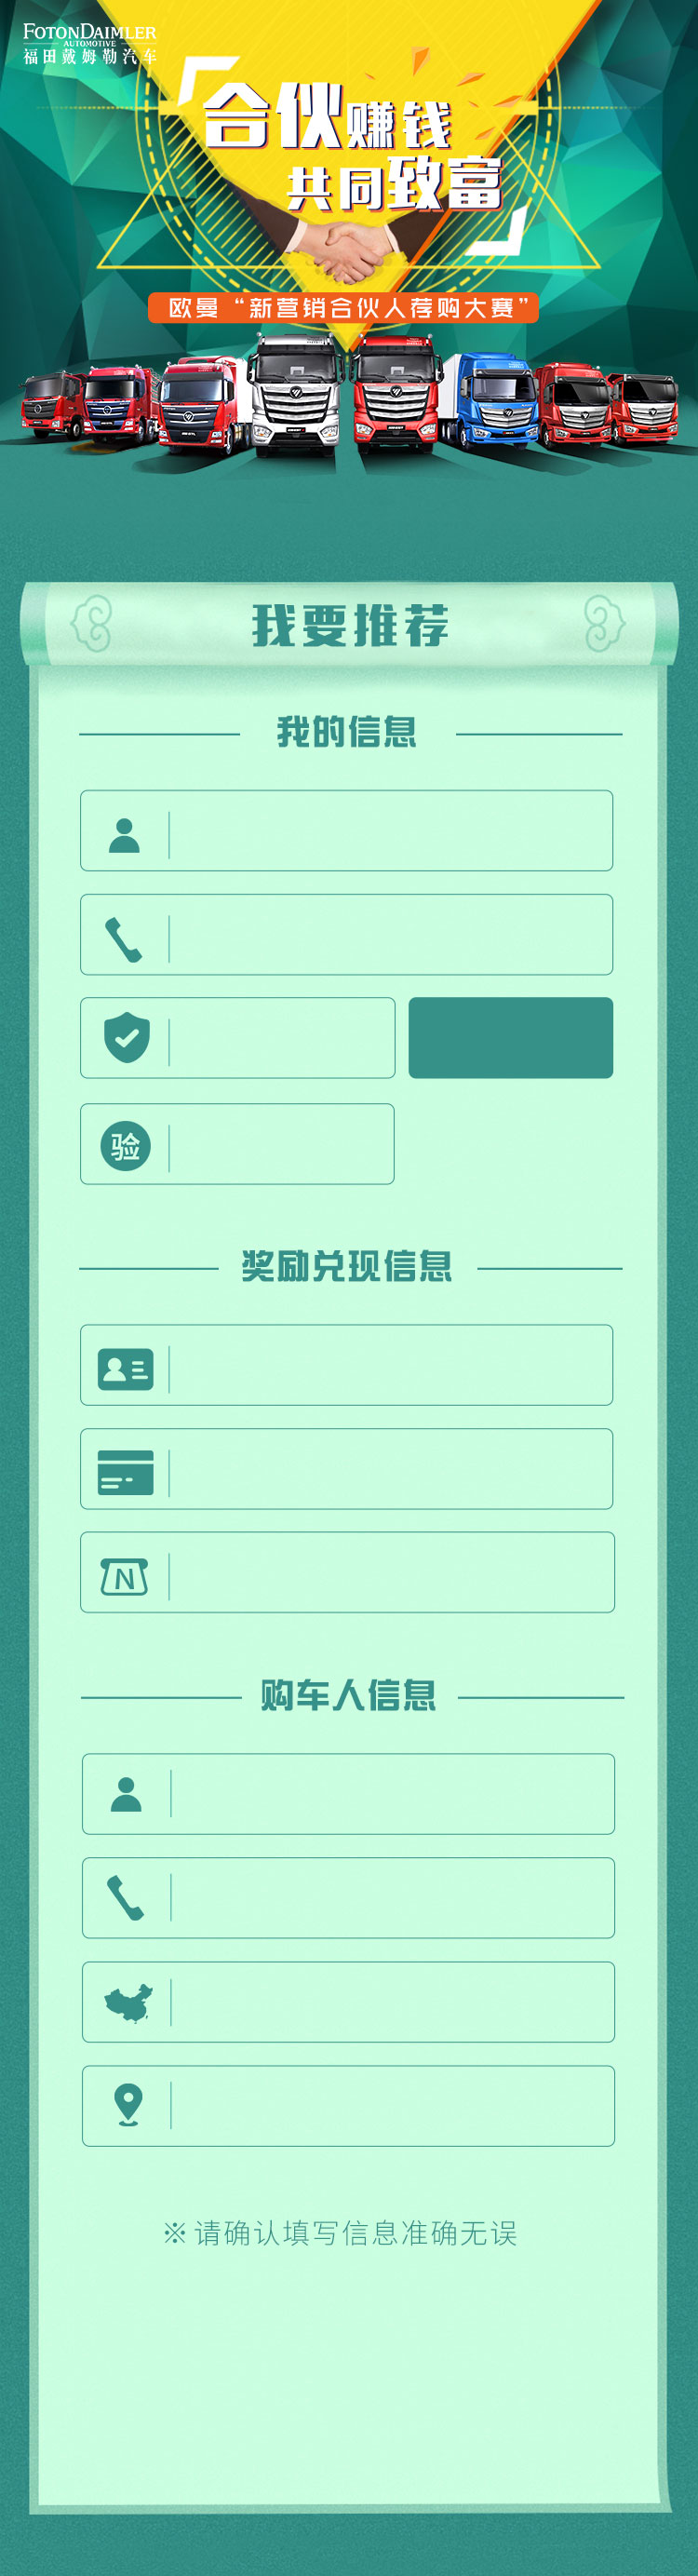 FOTONDAIMLER
AUTOMOTIVE
福田戴姆勒汽车
合伙赚钱
共同致富
欧曼“新营销合伙人荐购大赛”
我要推荐
我的信息
验
奖励兑现信息
N
购车人信息
※请确认填写信息准确无误